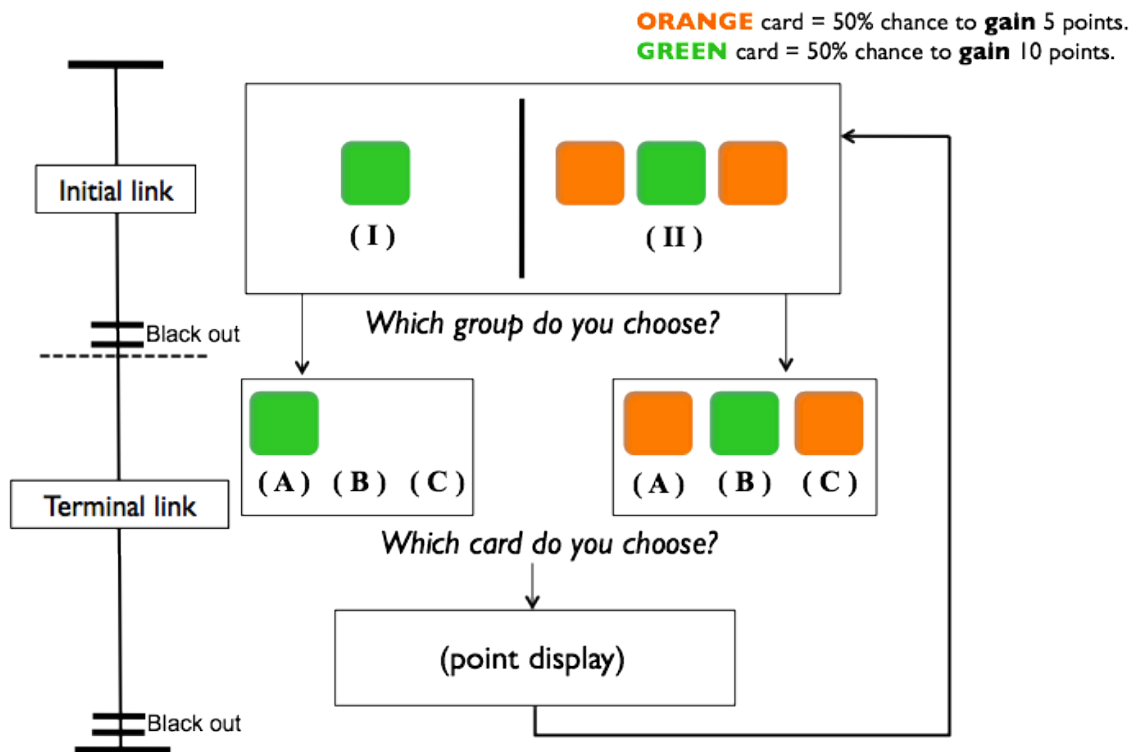 ORANGE card = 50% chance to gain 5 points.
GREEN card = 50% chance to gain 10 points.
Initial link
( I )
( II )
Which group do you choose?
Black out
( A ) ( B ) ( C )
( A ) ( B ) ( C )
Terminal link
Which card do you choose?
(point display)
Black out